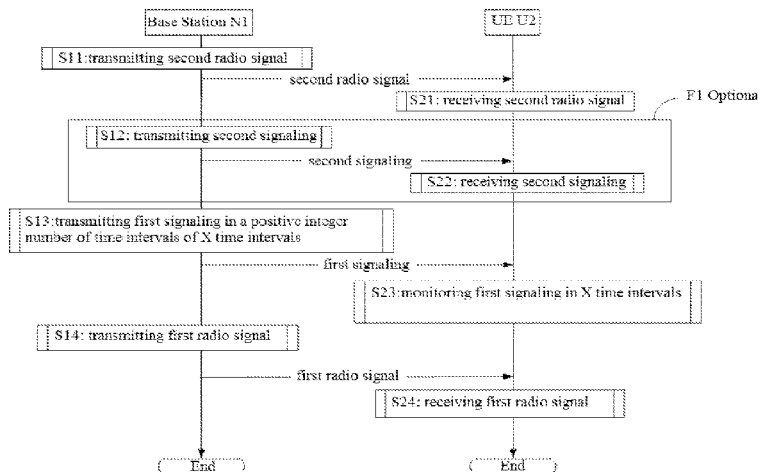 Base Station N1
UE U2
S11:transmitting second radio signal
second radio signal
S21: receiving second radio signal
F1 Optiona
S12: transmitting second signaling
second signaling
S22: receiving second signaling
S13:transmitting first signaling in a positive integer
number of time intervals of X time intervals
first signaling
S23:monitoring first signaling in X time intervals
S14: transmitting first radio signal
first radio signal
S24: receiving first radio signal
End
End